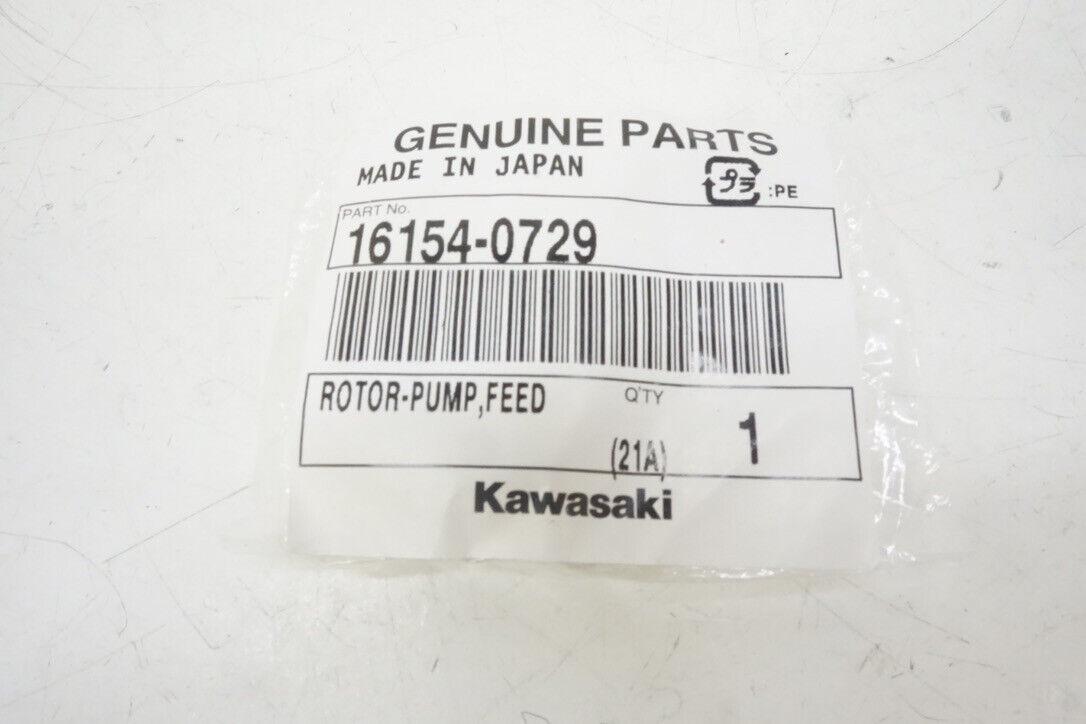 GENUINE PARTS
MADE IN JAPAN
プラ :PE
PART No.
16154-0729
ROTOR-PUMP,FEED
Q'TY
(21A)
1
Kawasaki